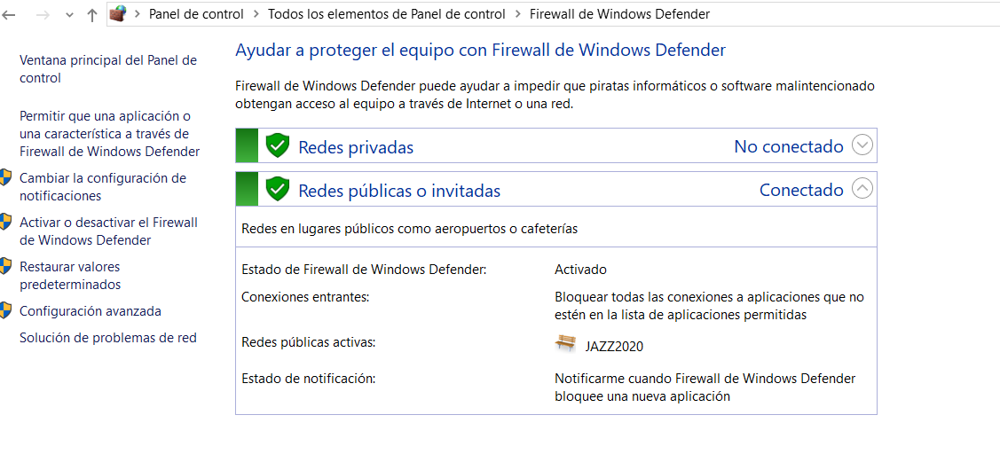 Panel de control > Todos los elementos de Panel de control > Firewall de Windows Defender
Ventana principal del Panel de
control
Permitir que una aplicación o
una característica a través de
Firewall de Windows Defender
Cambiar la configuración de
notificaciones
Activar o desactivar el Firewall
de Windows Defender
Restaurar valores
predeterminados
Configuración avanzada
Solución de problemas de red
Ayudar a proteger el equipo con Firewall de Windows Defender
Firewall de Windows Defender puede ayudar a impedir que piratas informáticos o software malintencionado
obtengan acceso al equipo a través de Internet o una red.
Redes privadas No conectado
Redes públicas o invitadas Conectado
Redes en lugares públicos como aeropuertos o cafeterías
Estado de Firewall de Windows Defender: Activado
Conexiones entrantes: Bloquear todas las conexiones a aplicaciones que no
estén en la lista de aplicaciones permitidas
Redes públicas activas: JAZZ2020
Estado de notificación: Notificarme cuando Firewall de Windows Defender
bloquee una nueva aplicación